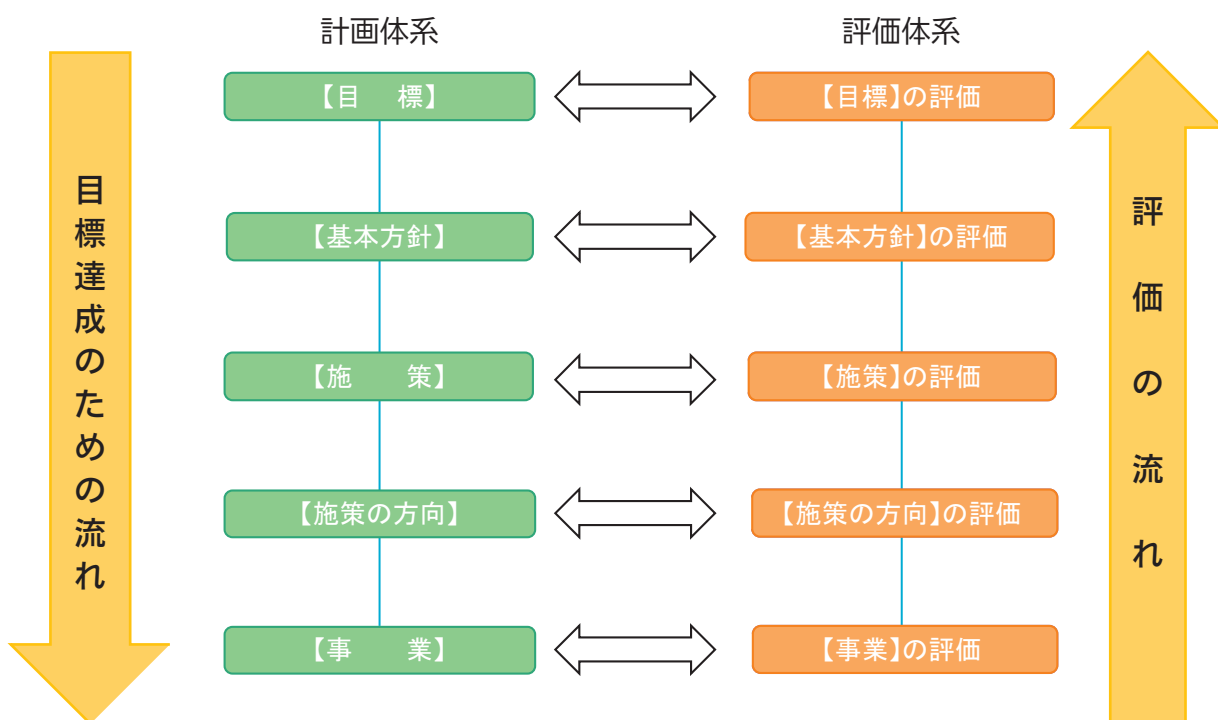 計画体系
評価体系
目標達成のための流れ
【目　標】
【目標】の評価
【基本方針】
【基本方針】の評価
【施　策】
【施策】の評価
【施策の方向】
【施策の方向】の評価
【事　業】
【事業】の評価
評価の流れ